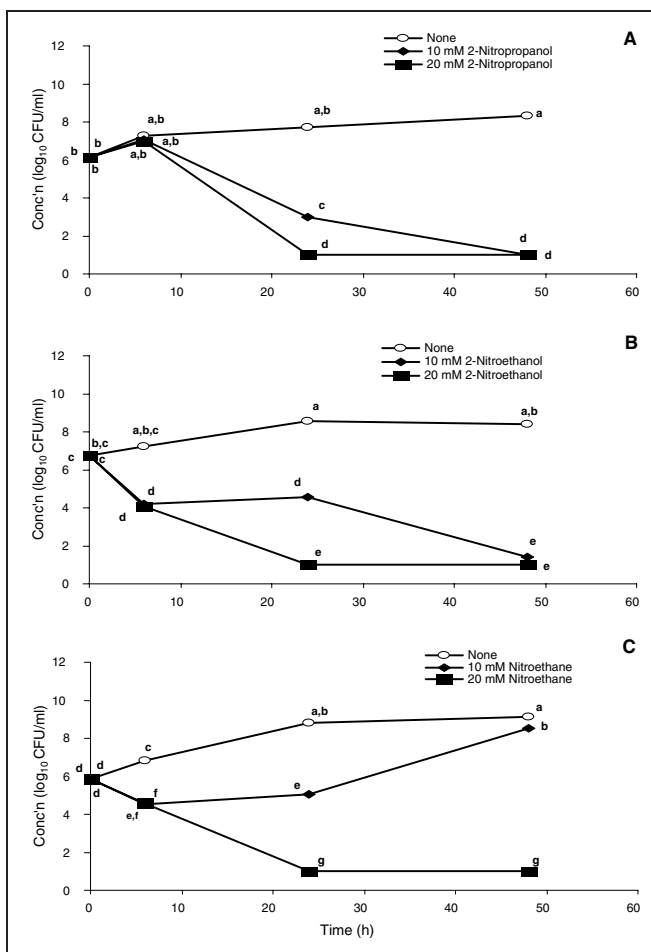 None
10 mM 2-Nitropropanol
20 mM 2-Nitropropanol
A
Conc'n (log10 CFU/ml)
12
10
8
6
4
2
0
b
b
b
a,b
a,b
a,b
a,b
c
d
a
d
d
0
10
20
30
40
50
60
None
10 mM 2-Nitroethanol
20 mM 2-Nitroethanol
B
Conc'n (log10 CFU/ml)
12
10
8
6
4
2
0
c
b,c
c
a,b,c
d
d
a
d
e
a,b
e
e
0
10
20
30
40
50
60
None
10 mM Nitroethane
20 mM Nitroethane
C
Conc'n (log10 CFU/ml)
12
10
8
6
4
2
0
d
d
d
c
f
e,f
a,b
e
g
a
b
g
0
10
20
30
40
50
60
Time (h)